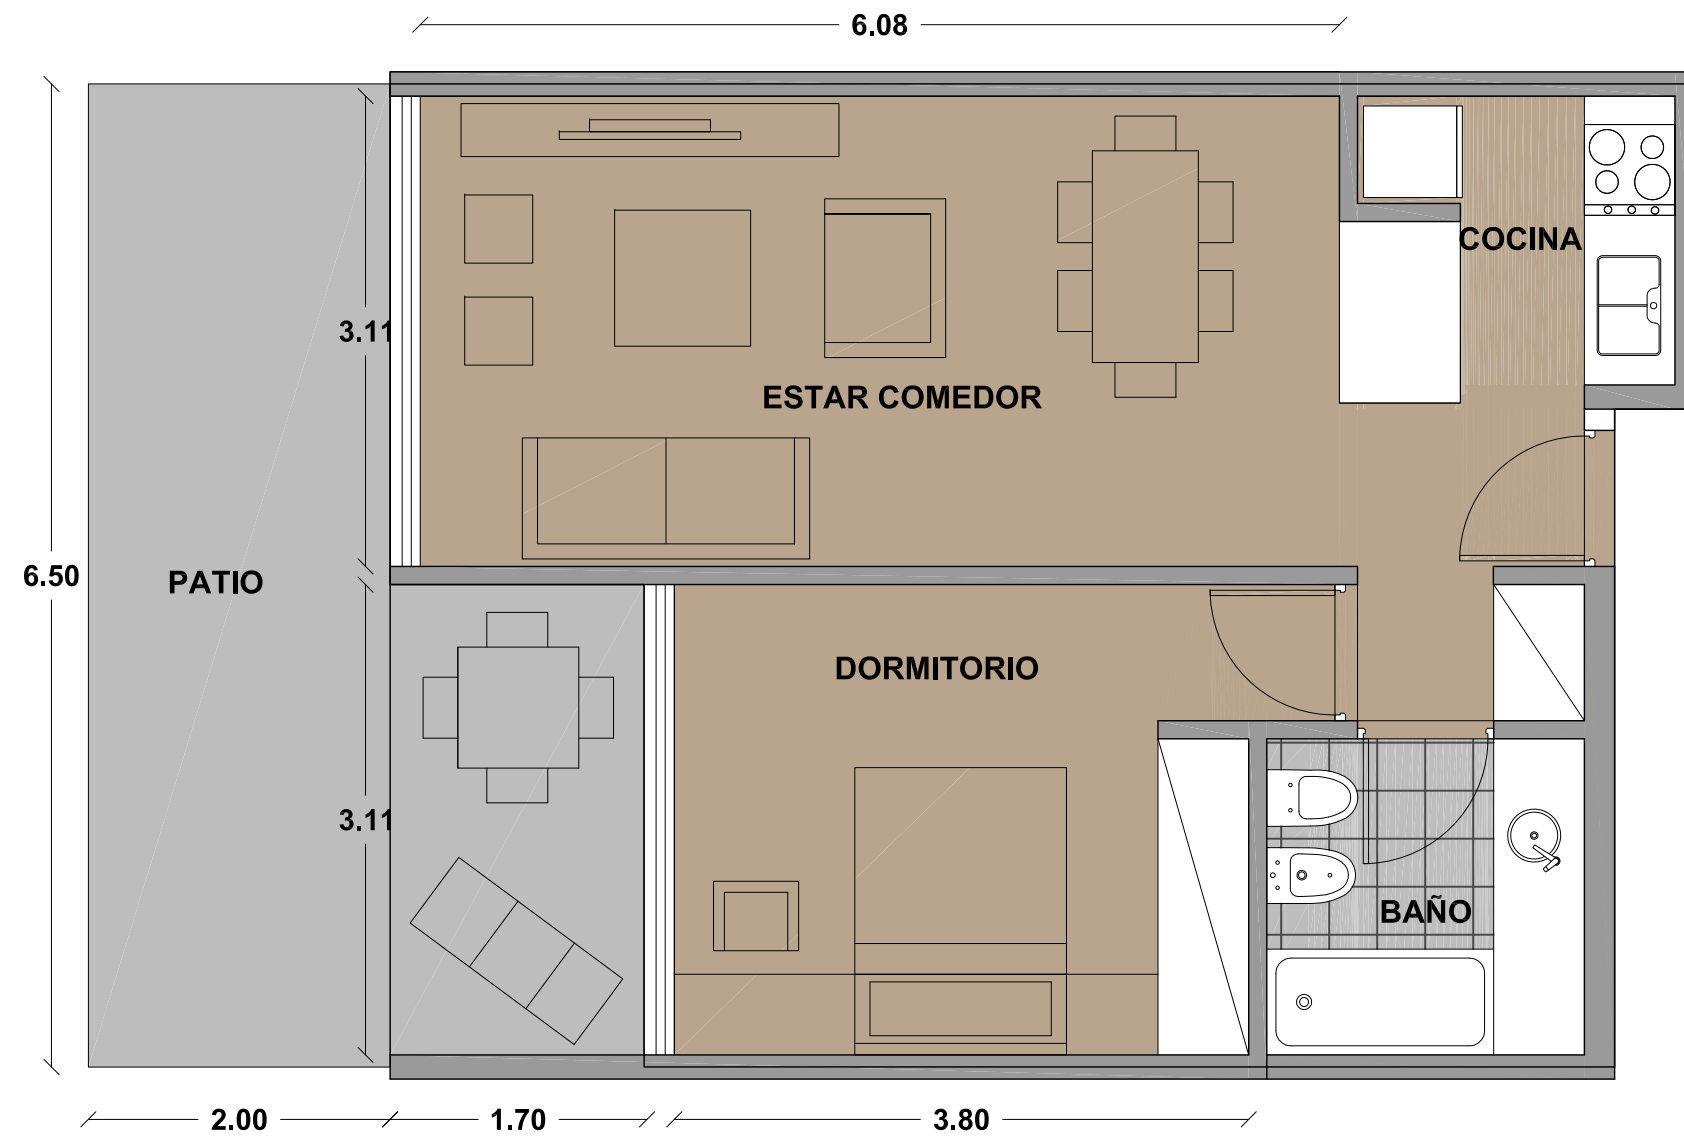 6.08
COCINA
3.11
ESTAR COMEDOR
6.50
PATIO
DORMITORIO
3.11
BAÑO
2.00
1.70
3.80